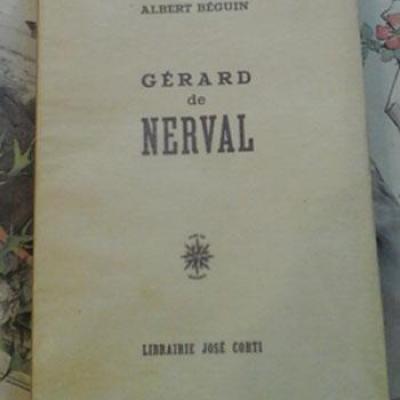 ALBERT BÉGUIN
GÉRARD
de
NERVAL
LIBRAIRIE JOSÉ CORTI